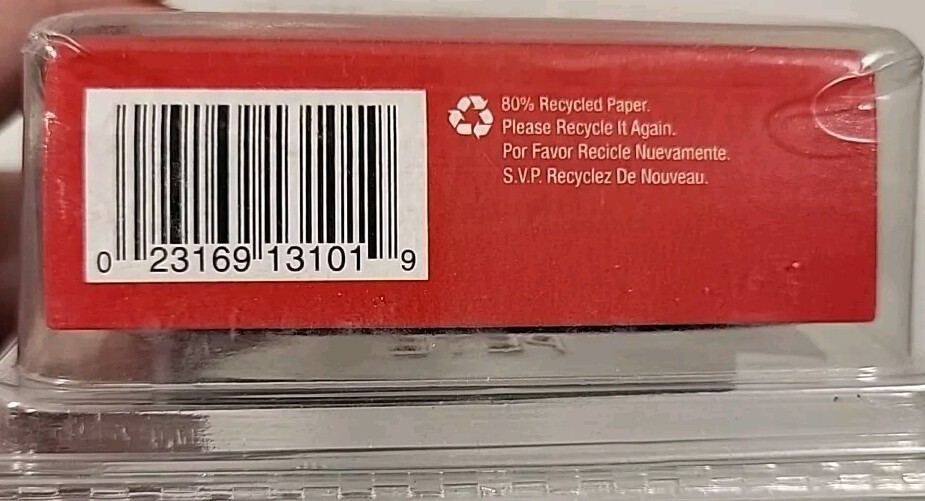 0 23169 13101 9
80% Recycled Paper.
Please Recycle It Again.
Por Favor Recicle Nuevamente.
S.V.P. Recyclez De Nouveau.